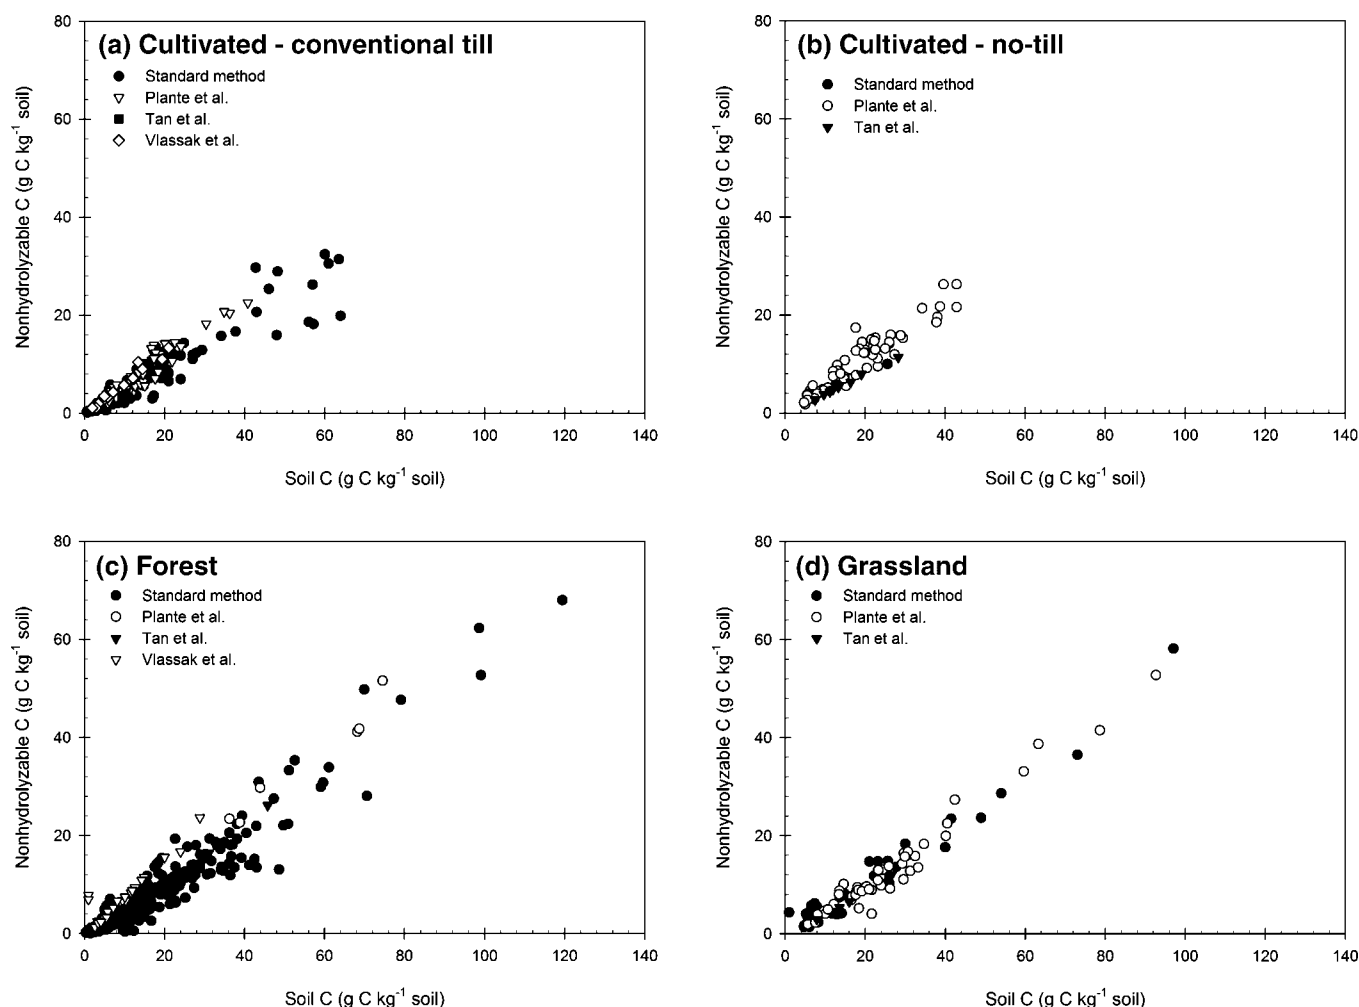 (a) Cultivated - conventional till
Standard method
Plante et al.
Tan et al.
Vlassak et al.
Nonhydrolyzable C (g C kg⁻¹ soil)
80
60
40
20
0
0 20 40 60 80 100 120 140
Soil C (g C kg⁻¹ soil)
(b) Cultivated - no-till
Standard method
Plante et al.
Tan et al.
Nonhydrolyzable C (g C kg⁻¹ soil)
80
60
40
20
0
0 20 40 60 80 100 120 140
Soil C (g C kg⁻¹ soil)
(c) Forest
Standard method
Plante et al.
Tan et al.
Vlassak et al.
Nonhydrolyzable C (g C kg⁻¹ soil)
80
60
40
20
0
0 20 40 60 80 100 120 140
Soil C (g C kg⁻¹ soil)
(d) Grassland
Standard method
Plante et al.
Tan et al.
Nonhydrolyzable C (g C kg⁻¹ soil)
80
60
40
20
0
0 20 40 60 80 100 120 140
Soil C (g C kg⁻¹ soil)